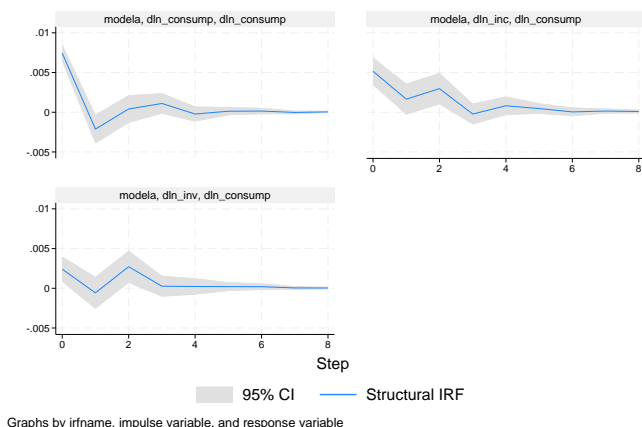 modela, dln_consump, dln_consump
modela, dln_inc, dln_consump
.01
.005
0
-.005
0 2 4 6 8
modela, dln_inv, dln_consump
.01
.005
0
-.005
0 2 4 6 8
Step
95% CI Structural IRF
Graphs by irfname, impulse variable, and response variable